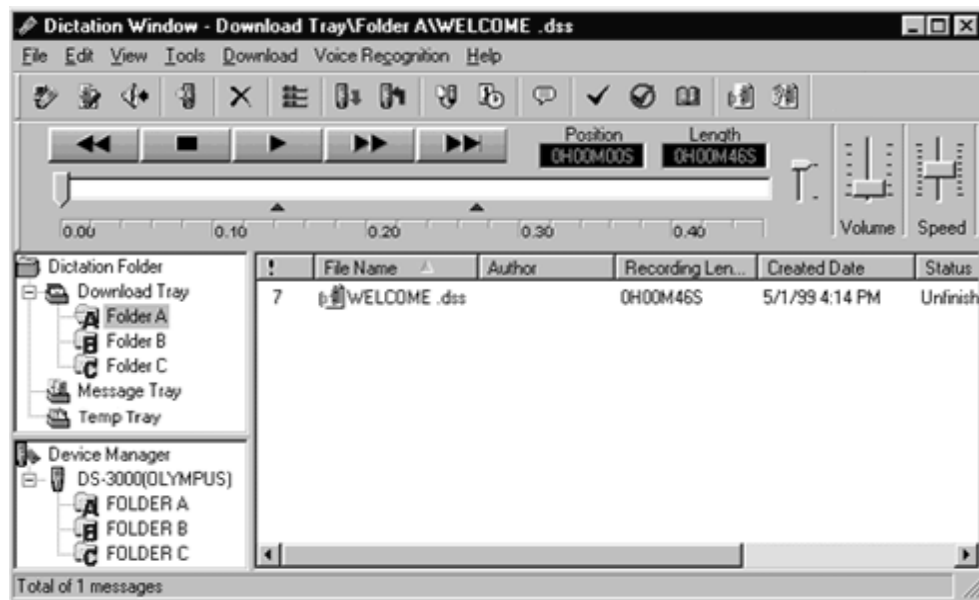 Dictation Window - Download Tray\Folder A\WELCOME .dss
File Edit View Tools Download Voice Recognition Help
Position Length
0H00M00S 0H00M46S
Volume Speed
0.00 0.10 0.20 0.30 0.40
Dictation Folder
Download Tray
Folder A
Folder B
Folder C
Message Tray
Temp Tray
! File Name Author Recording Len... Created Date Status
7 WELCOME .dss 0H00M46S 5/1/99 4:14 PM Unfinish
Device Manager
DS-3000(OLYMPUS)
FOLDER A
FOLDER B
FOLDER C
Total of 1 messages